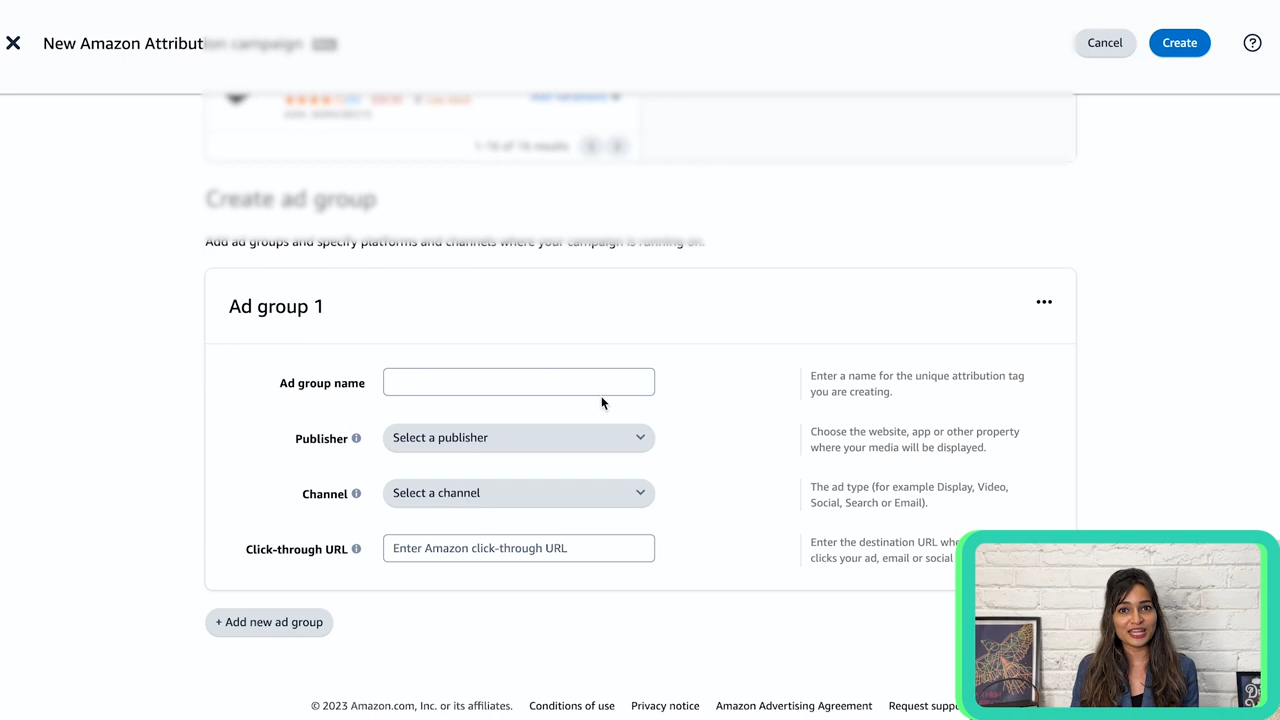 New Amazon Attribution campaign
Cancel
Create
1-16 of 16 results
Create ad group
Add ad groups and specify platforms and channels where your campaign is running on.
Ad group 1
Ad group name
Enter a name for the unique attribution tag
you are creating.
Publisher
Select a publisher
Choose the website, app or other property
where your media will be displayed.
Channel
Select a channel
The ad type (for example Display, Video,
Social, Search or Email).
Click-through URL
Enter Amazon click-through URL
Enter the destination URL
clicks your ad, email or social
+ Add new ad group
© 2023 Amazon.com, Inc. or its affiliates.
Conditions of use
Privacy notice
Amazon Advertising Agreement
Request